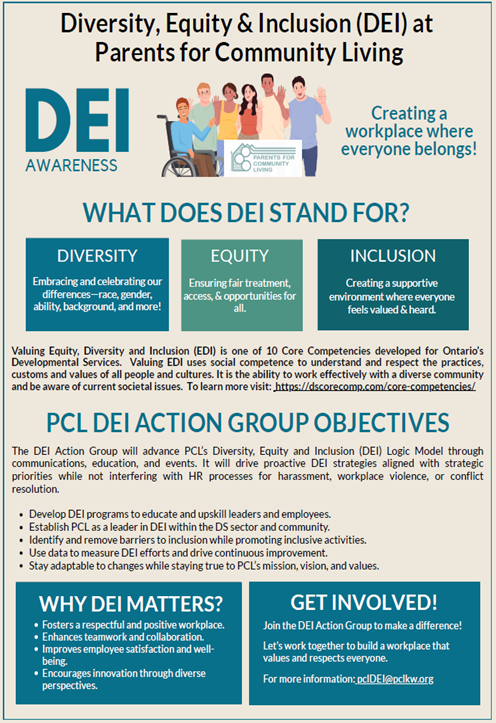 Diversity, Equity & Inclusion (DEI) at
Parents for Community Living
DEI
AWARENESS
PARENTS FOR
COMMUNITY
LIVING
Creating a
workplace where
everyone belongs!
WHAT DOES DEI STAND FOR?
DIVERSITY
Embracing and celebrating our
differences—race, gender,
ability, background, and more!
EQUITY
Ensuring fair treatment,
access, & opportunities for
all.
INCLUSION
Creating a supportive
environment where everyone
feels valued & heard.
Valuing Equity, Diversity and Inclusion (EDI) is one of 10 Core Competencies developed for Ontario's
Developmental Services. Valuing EDI uses social competence to understand and respect the practices,
customs and values of all people and cultures. It is the ability to work effectively with a diverse community
and be aware of current societal issues. To learn more visit: https://dscorecomp.com/core-competencies/
PCL DEI ACTION GROUP OBJECTIVES
The DEI Action Group will advance PCL's Diversity, Equity and Inclusion (DEI) Logic Model through
communications, education, and events. It will drive proactive DEI strategies aligned with strategic
priorities while not interfering with HR processes for harassment, workplace violence, or conflict
resolution.
• Develop DEI programs to educate and upskill leaders and employees.
• Establish PCL as a leader in DEI within the DS sector and community.
• Identify and remove barriers to inclusion while promoting inclusive activities.
• Use data to measure DEI efforts and drive continuous improvement.
• Stay adaptable to changes while staying true to PCL's mission, vision, and values.
WHY DEI MATTERS?
• Fosters a respectful and positive workplace.
• Enhances teamwork and collaboration.
• Improves employee satisfaction and well-
being.
• Encourages innovation through diverse
perspectives.
GET INVOLVED!
Join the DEI Action Group to make a difference!
Let's work together to build a workplace that
values and respects everyone.
For more information: pclDEI@pclkw.org